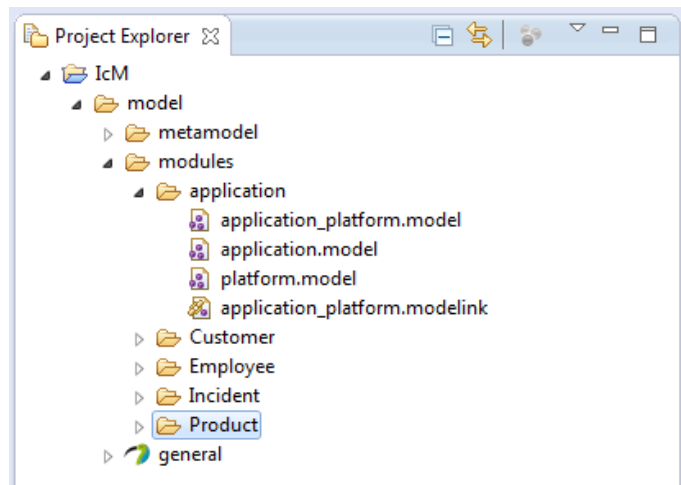 Project Explorer
IcM
model
metamodel
modules
application
application_platform.model
application.model
platform.model
application_platform.modelink
Customer
Employee
Incident
Product
general